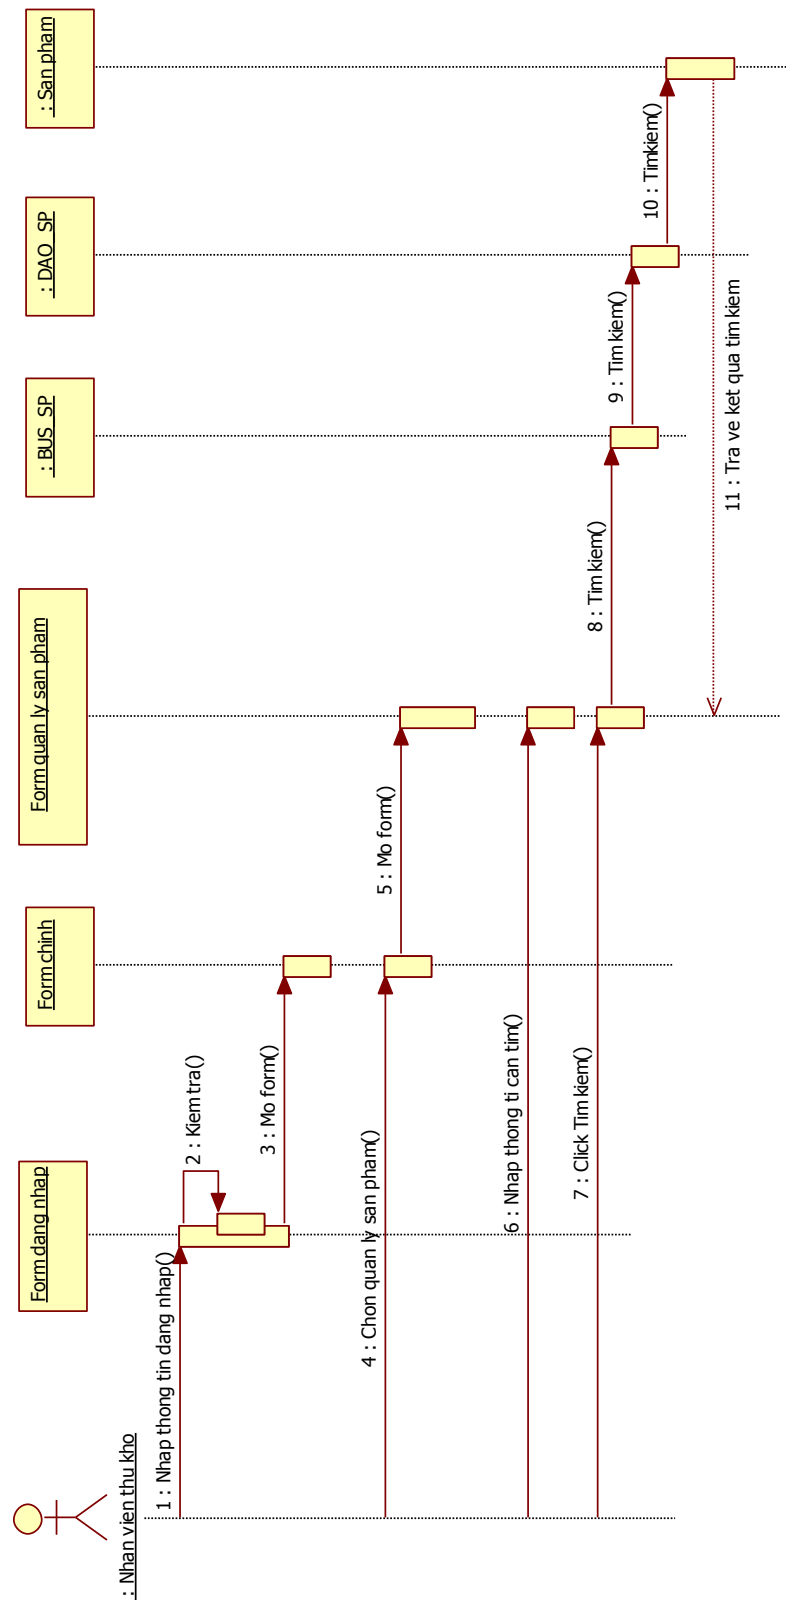 : Nhan vien thu kho
Form dang nhap
Form chinh
Form quan ly san pham
: BUS_SP
: DAO_SP
: San pham
1 : Nhap thong tin dang nhap()
2 : Kiem tra()
3 : Mo form()
4 : Chon quan ly san pham()
5 : Mo form()
6 : Nhap thong ti can tim()
7 : Click Tim kiem()
8 : Tim kiem()
9 : Tim kiem()
10 : Timkiem()
11 : Tra ve ket qua tim kiem